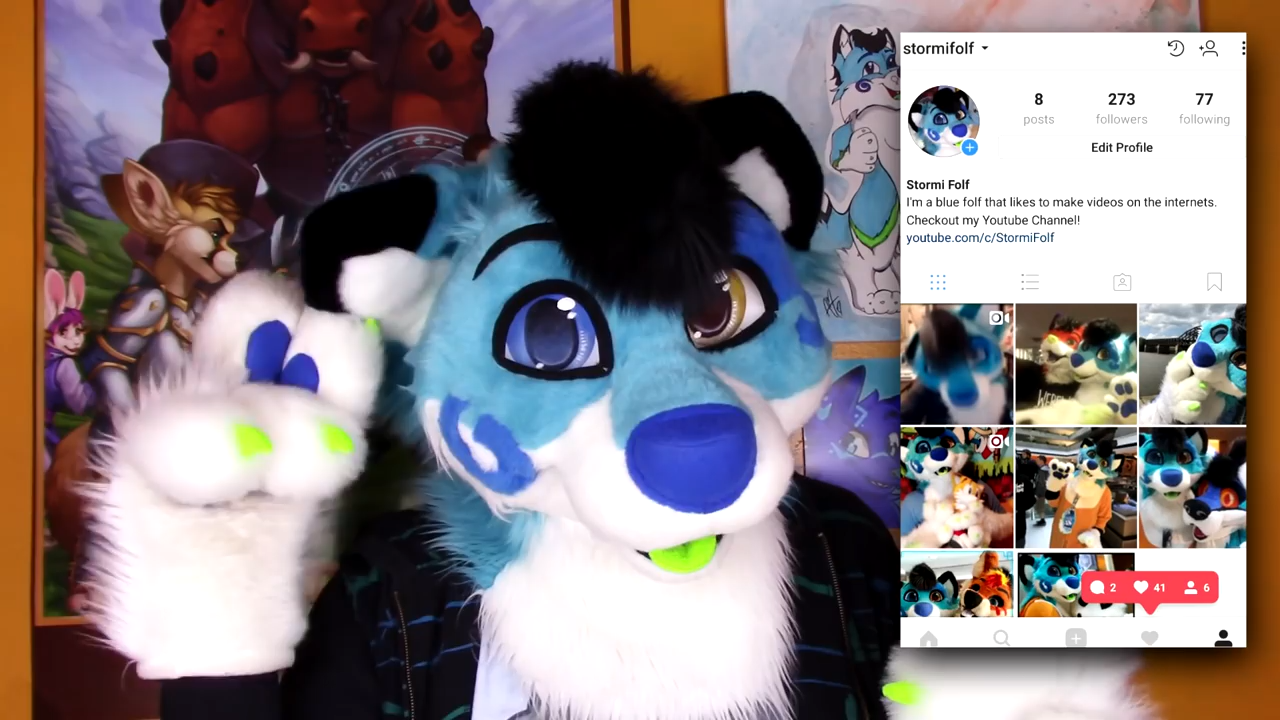 stormifolf
8 273 77
posts followers following
Edit Profile
Stormi Folf
I'm a blue folf that likes to make videos on the internets.
Checkout my Youtube Channel!
youtube.com/c/StormiFolf
2 41 6